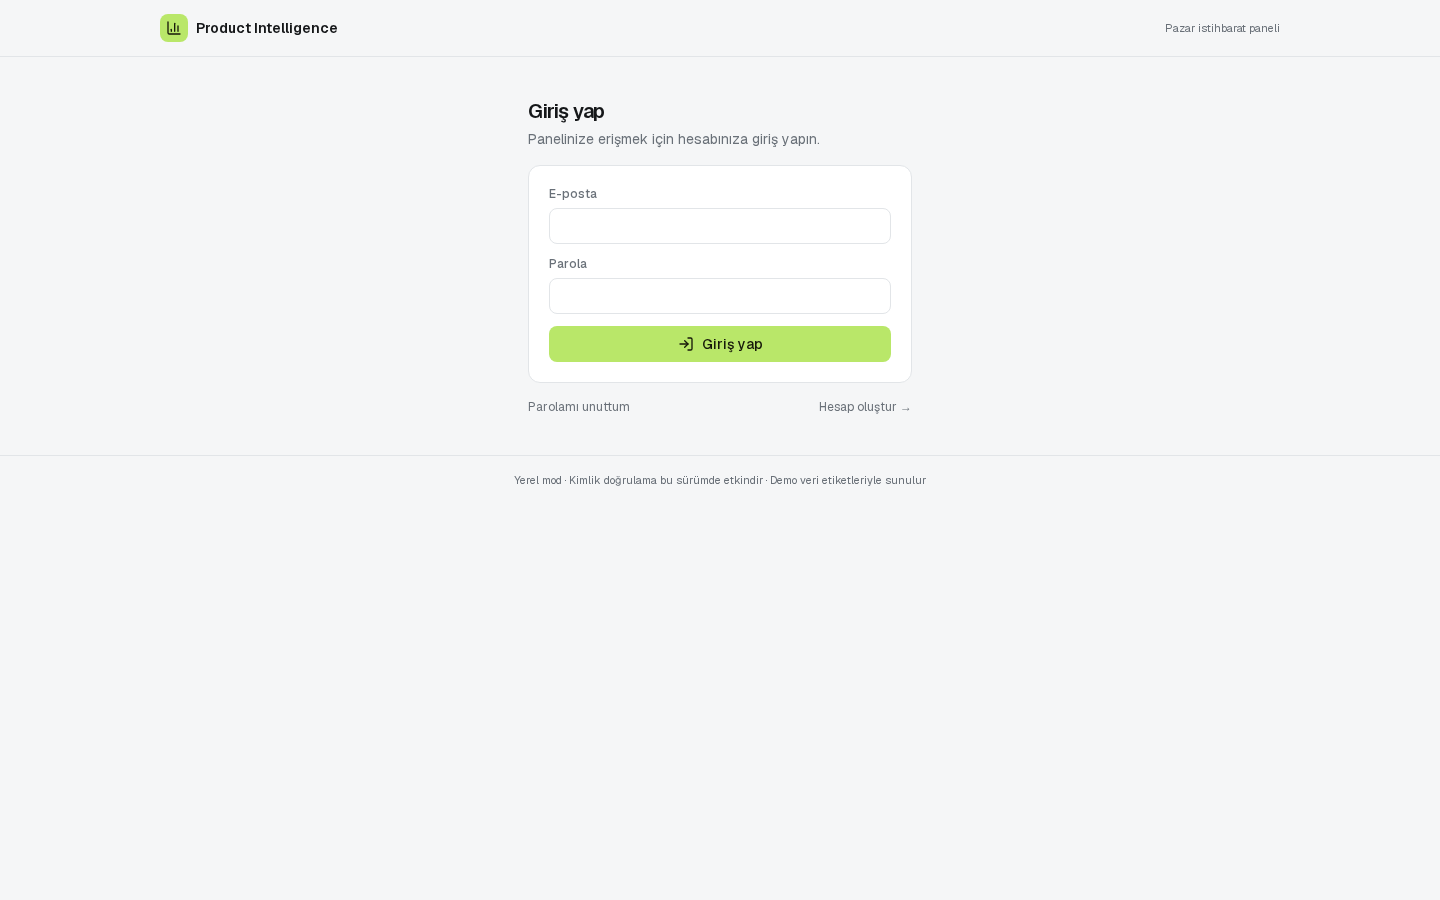 Product Intelligence
Pazar istihbarat paneli
Giriş yap
Panelinize erişmek için hesabınıza giriş yapın.
E-posta
Parola
Giriş yap
Parolamı unuttum
Hesap oluştur →
Yerel mod · Kimlik doğrulama bu sürümde etkindir · Demo veri etiketleriyle sunulur